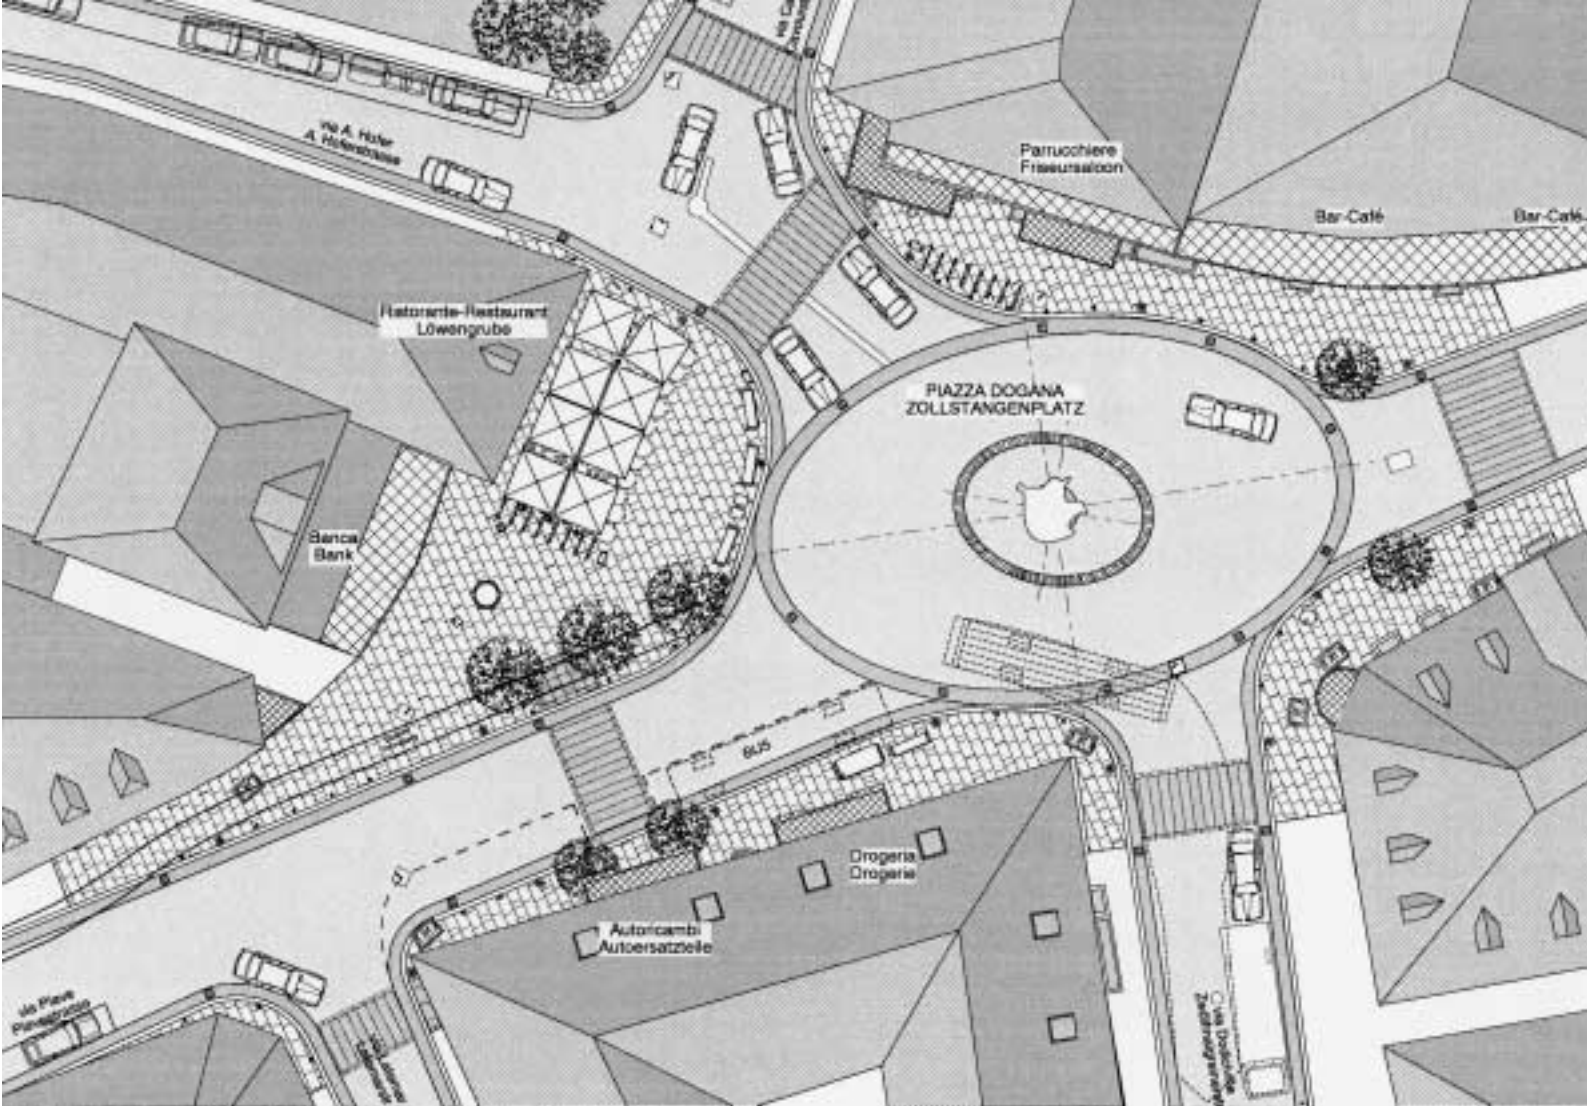 via A. Hofer
A. Hoferstrasse
Parrucchiere
Friseursaloon
Bar-Café
Bar-Café
Ristorante-Restaurant
Löwengrube
PIAZZA DOGANA
ZOLLSTANGENPLATZ
Banca
Bank
BUS
Drogeria
Drogerie
Autoricambi
Autoersatzteile
via Piave
Piavestrasse